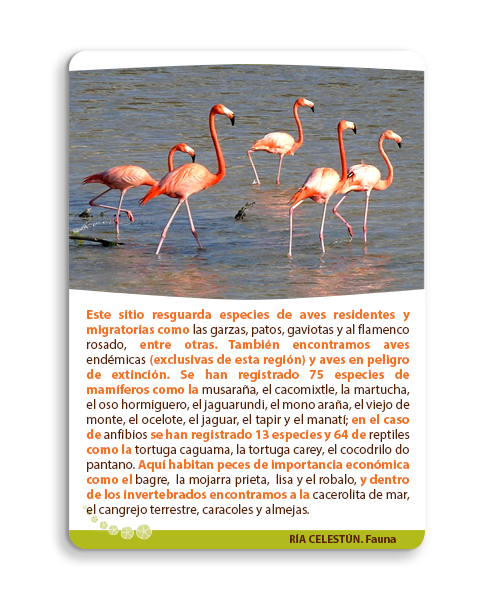 Este sitio resguarda especies de aves residentes y
migratorias como las garzas, patos, gaviotas y al flamenco
rosado, entre otras. También encontramos aves
endémicas (exclusivas de esta región) y aves en peligro
de extinción. Se han registrado 75 especies de
mamíferos como la musaraña, el cacomixtle, la martucha,
el oso hormiguero, el jaguarundi, el mono araña, el viejo de
monte, el ocelote, el jaguar, el tapir y el manatí; en el caso
de anfibios se han registrado 13 especies y 64 de reptiles
como la tortuga caguama, la tortuga carey, el cocodrilo do
pantano. Aquí habitan peces de importancia económica
como el bagre, la mojarra prieta, lisa y el robalo, y dentro
de los invertebrados encontramos a la cacerolita de mar,
el cangrejo terrestre, caracoles y almejas.
RÍA CELESTÚN. Fauna